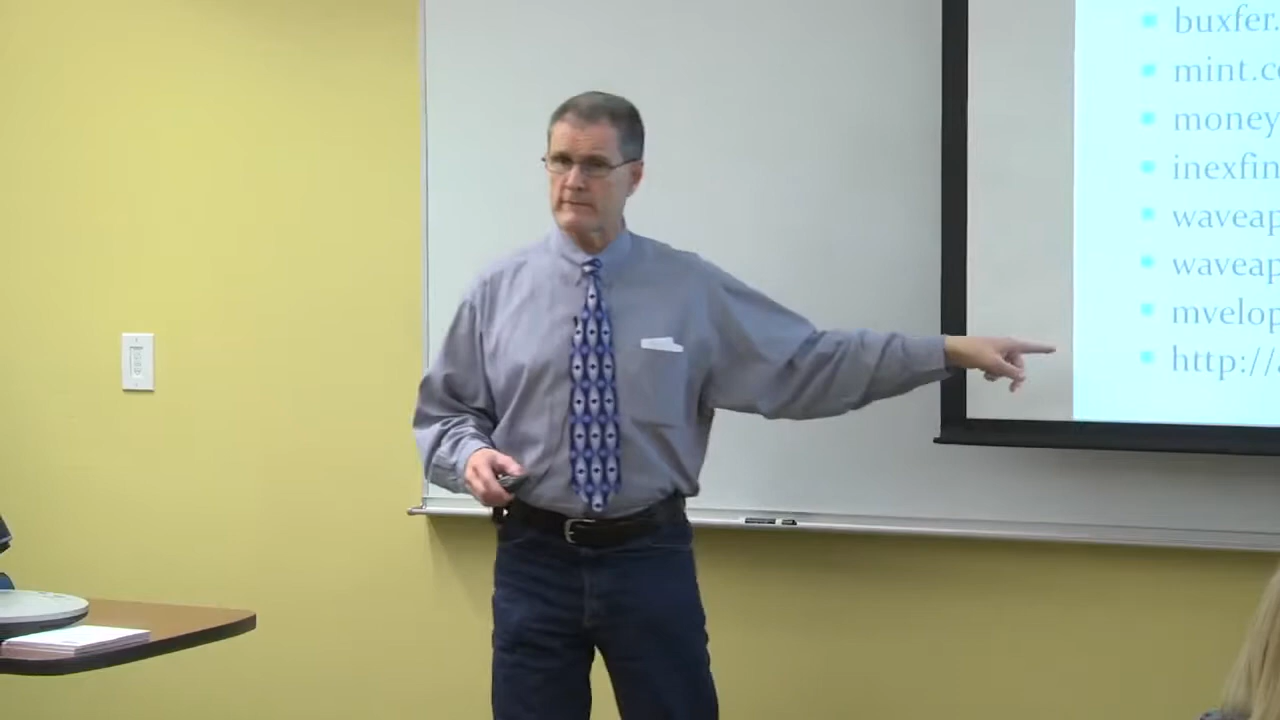 buxfer.
mint.c
money
inexfin
waveap
waveap
mvelop
http://